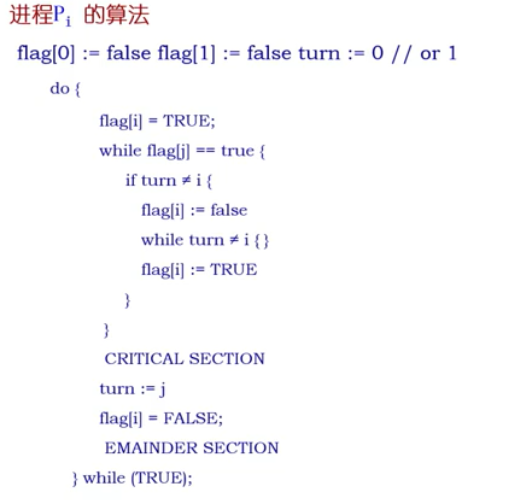 进程Pi 的算法
flag[0] := false flag[1] := false turn := 0 // or 1
do {
flag[i] = TRUE;
while flag[j] == true {
if turn ≠ i {
flag[i] := false
while turn ≠ i {}
flag[i] := TRUE
}
}
CRITICAL SECTION
turn := j
flag[i] = FALSE;
EMAINDER SECTION
} while (TRUE);